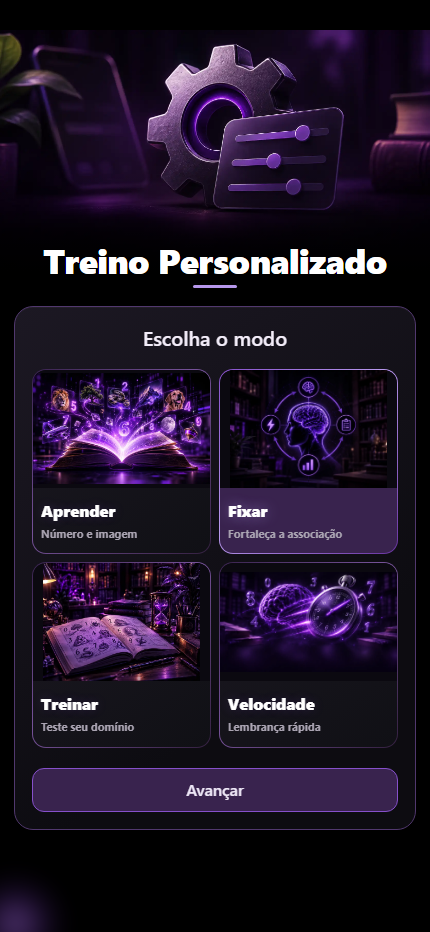 Treino Personalizado
Escolha o modo
Aprender
Número e imagem
Fixar
Fortaleça a associação
Treinar
Teste seu domínio
Velocidade
Lembrança rápida
Avançar